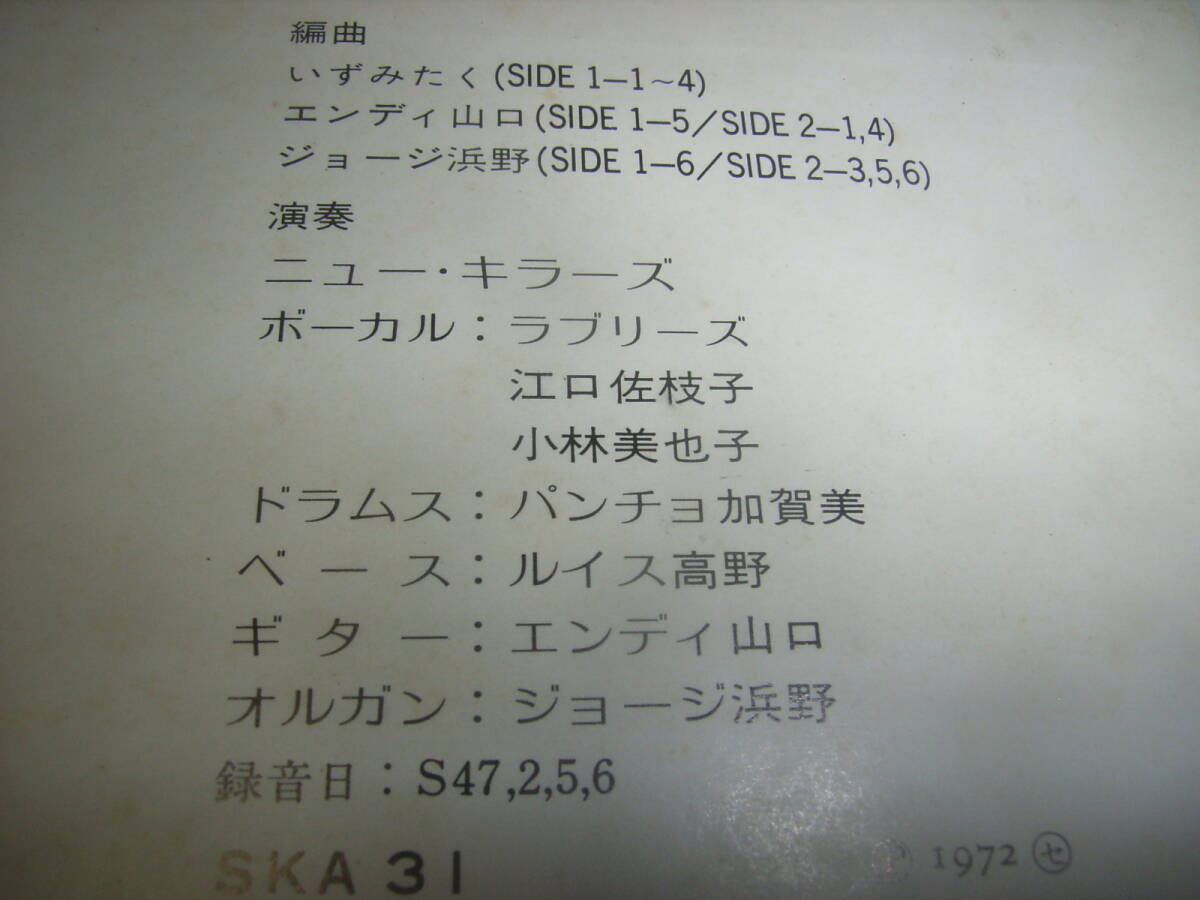 編曲
いずみたく(SIDE 1—1～4)
エンディ山口(SIDE 1—5／SIDE 2—1,4)
ジョージ浜野(SIDE 1—6／SIDE 2—3,5,6)
演奏
ニュー・キラーズ
ボーカル：ラブリーズ
江口佐枝子
小林美也子
ドラムス：パンチョ加賀美
ベース：ルイス高野
ギター：エンディ山口
オルガン：ジョージ浜野
録音日：S47,2,5,6
SKA 31
Ⓟ 1972 ㋝